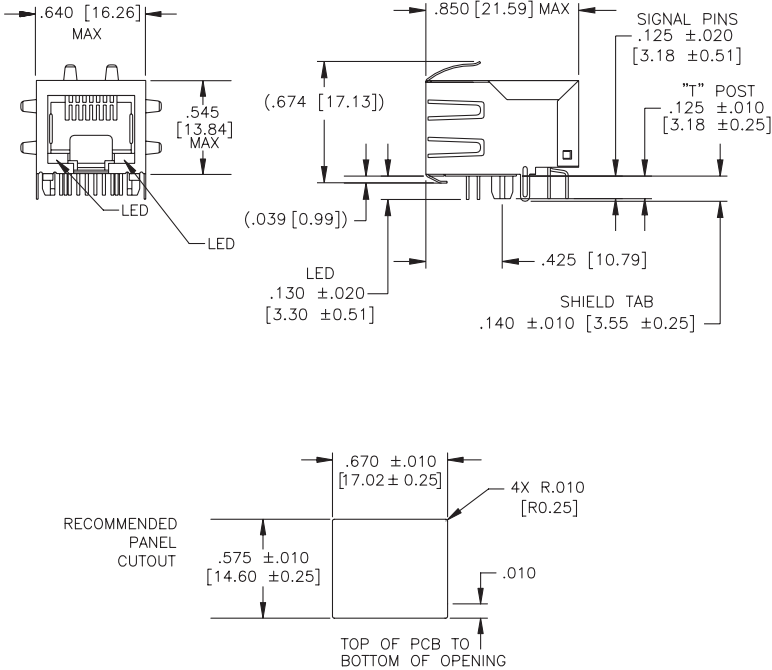 .640 [16.26]
MAX
.545
[13.84]
MAX
LED
LED
.850 [21.59] MAX
(.674 [17.13])
(.039 [0.99])
LED
.130 ±.020
[3.30 ±0.51]
SIGNAL PINS
.125 ±.020
[3.18 ±0.51]
"T" POST
.125 ±.010
[3.18 ±0.25]
.425 [10.79]
SHIELD TAB
.140 ±.010 [3.55 ±0.25]
.670 ±.010
[17.02± 0.25]
4X R.010
[R0.25]
RECOMMENDED
PANEL
CUTOUT
.575 ±.010
[14.60 ±0.25]
.010
TOP OF PCB TO
BOTTOM OF OPENING